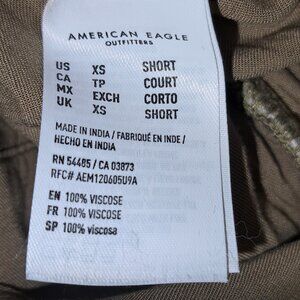 AMERICAN EAGLE
OUTFITTERS
US XS SHORT
CA TP COURT
MX EXCH CORTO
UK XS SHORT
MADE IN INDIA / FABRIQUÉ EN INDE /
HECHO EN INDIA
RN 54485 / CA 03873
RFC# AEM120605U9A
EN 100% VISCOSE
FR 100% VISCOSE
SP 100% viscosa